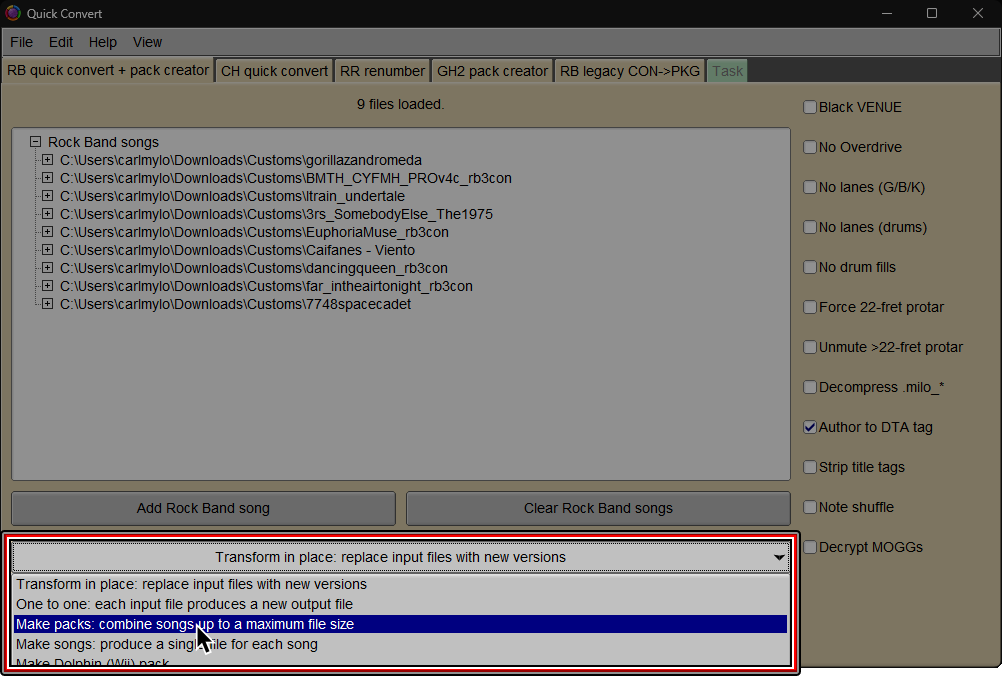 Quick Convert
File Edit Help View
RB quick convert + pack creator CH quick convert RR renumber GH2 pack creator RB legacy CON->PKG Task
9 files loaded.
Rock Band songs
C:\Users\carlmylo\Downloads\Customs\gorillazandromeda
C:\Users\carlmylo\Downloads\Customs\BMTH_CYFMH_PROv4c_rb3con
C:\Users\carlmylo\Downloads\Customs\ltrain_undertale
C:\Users\carlmylo\Downloads\Customs\3rs_SomebodyElse_The1975
C:\Users\carlmylo\Downloads\Customs\EuphoriaMuse_rb3con
C:\Users\carlmylo\Downloads\Customs\Caifanes - Viento
C:\Users\carlmylo\Downloads\Customs\dancingqueen_rb3con
C:\Users\carlmylo\Downloads\Customs\far_intheairtonight_rb3con
C:\Users\carlmylo\Downloads\Customs\7748spacecadet
Add Rock Band song Clear Rock Band songs
Transform in place: replace input files with new versions
Transform in place: replace input files with new versions
One to one: each input file produces a new output file
Make packs: combine songs up to a maximum file size
Make songs: produce a single file for each song
Make Dolphin (Wii) pack
Black VENUE
No Overdrive
No lanes (G/B/K)
No lanes (drums)
No drum fills
Force 22-fret protar
Unmute >22-fret protar
Decompress .milo_*
Author to DTA tag
Strip title tags
Note shuffle
Decrypt MOGGs